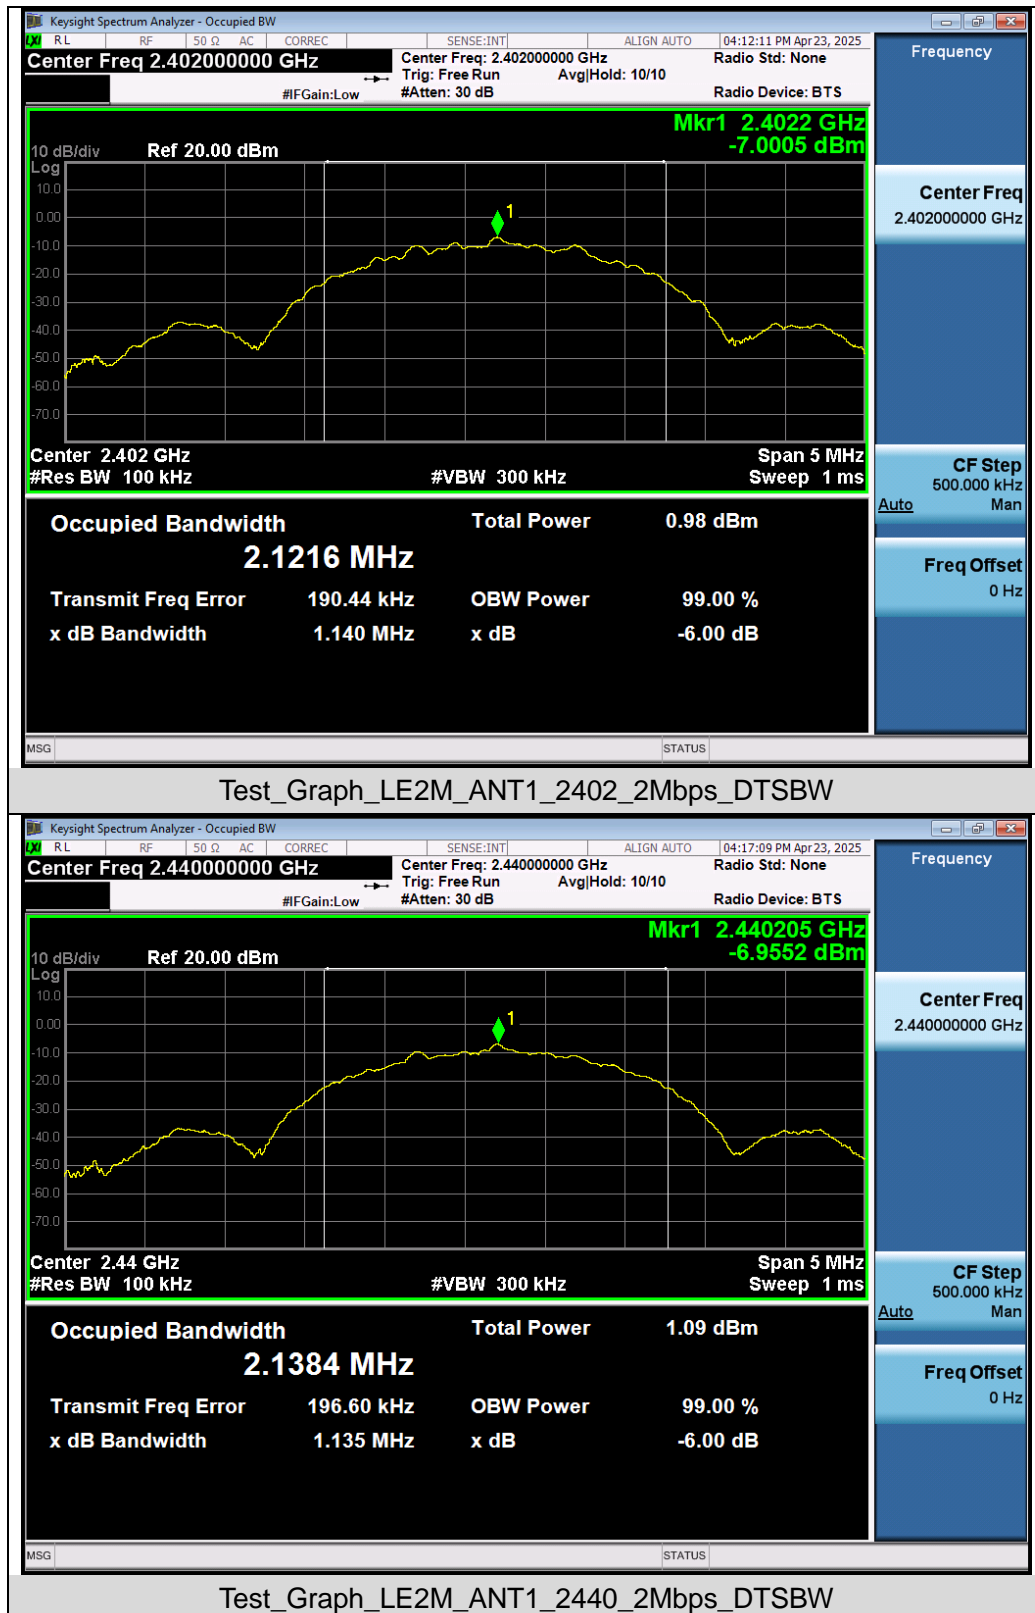 Keysight Spectrum Analyzer - Occupied BW
LXI RL RF 50 Ω AC CORREC SENSE:INT ALIGN AUTO 04:12:11 PM Apr 23, 2025
Center Freq 2.402000000 GHz
Center Freq: 2.402000000 GHz Radio Std: None
Trig: Free Run Avg|Hold: 10/10
#IFGain:Low #Atten: 30 dB Radio Device: BTS
Frequency
Mkr1 2.4022 GHz
-7.0005 dBm
10 dB/div Ref 20.00 dBm
Log
10.0
0.00
-10.0
-20.0
-30.0
-40.0
-50.0
-60.0
-70.0
1
Center Freq
2.402000000 GHz
Center 2.402 GHz Span 5 MHz
#Res BW 100 kHz #VBW 300 kHz Sweep 1 ms
CF Step
500.000 kHz
Auto Man
Freq Offset
0 Hz
Occupied Bandwidth Total Power 0.98 dBm
2.1216 MHz
Transmit Freq Error 190.44 kHz OBW Power 99.00 %
x dB Bandwidth 1.140 MHz x dB -6.00 dB
MSG STATUS
Test_Graph_LE2M_ANT1_2402_2Mbps_DTSBW
Keysight Spectrum Analyzer - Occupied BW
LXI RL RF 50 Ω AC CORREC SENSE:INT ALIGN AUTO 04:17:09 PM Apr 23, 2025
Center Freq 2.440000000 GHz
Center Freq: 2.440000000 GHz Radio Std: None
Trig: Free Run Avg|Hold: 10/10
#IFGain:Low #Atten: 30 dB Radio Device: BTS
Frequency
Mkr1 2.440205 GHz
-6.9552 dBm
10 dB/div Ref 20.00 dBm
Log
10.0
0.00
-10.0
-20.0
-30.0
-40.0
-50.0
-60.0
-70.0
1
Center Freq
2.440000000 GHz
Center 2.44 GHz Span 5 MHz
#Res BW 100 kHz #VBW 300 kHz Sweep 1 ms
CF Step
500.000 kHz
Auto Man
Freq Offset
0 Hz
Occupied Bandwidth Total Power 1.09 dBm
2.1384 MHz
Transmit Freq Error 196.60 kHz OBW Power 99.00 %
x dB Bandwidth 1.135 MHz x dB -6.00 dB
MSG STATUS
Test_Graph_LE2M_ANT1_2440_2Mbps_DTSBW